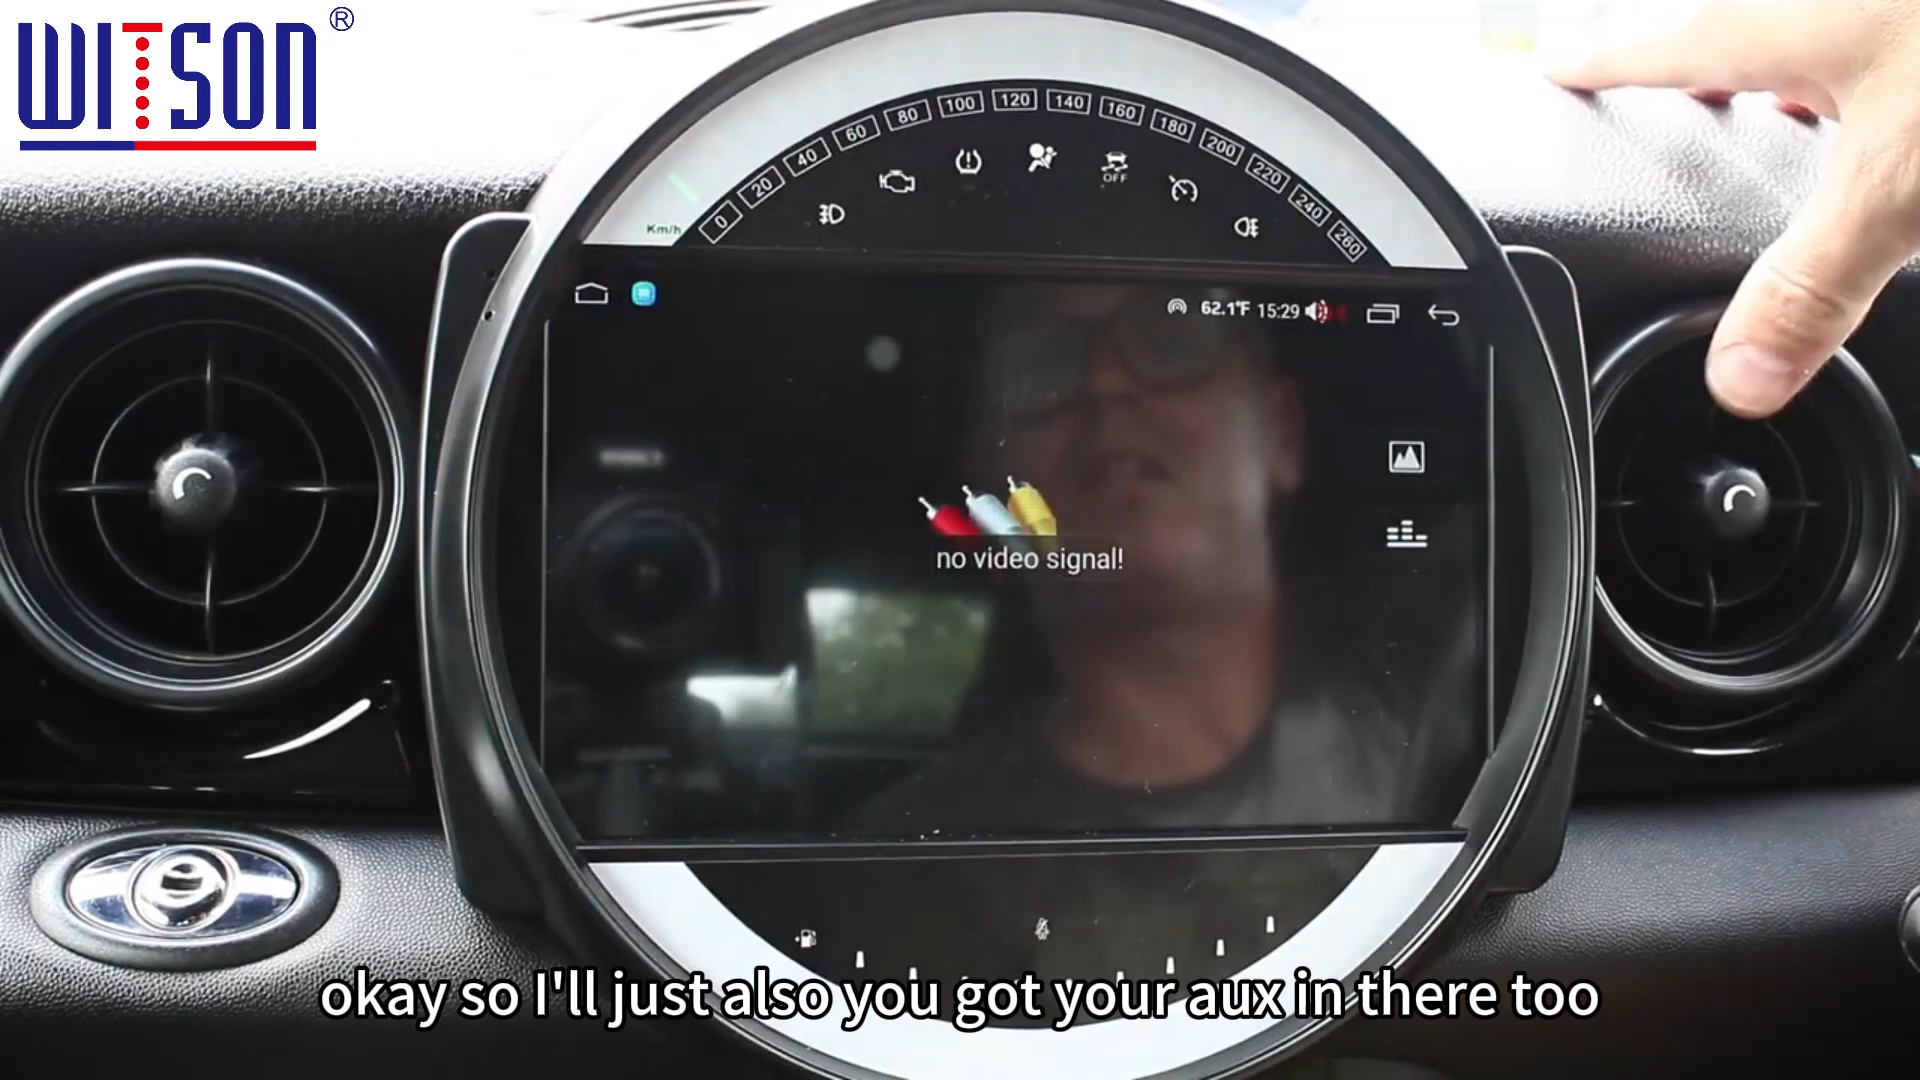 WITSON®
0 20 40 60 80 100 120 140 160 180 200 220 240 260
Km/h
OFF
62.1°F 15:29
no video signal!
okay so I'll just also you got your aux in there too